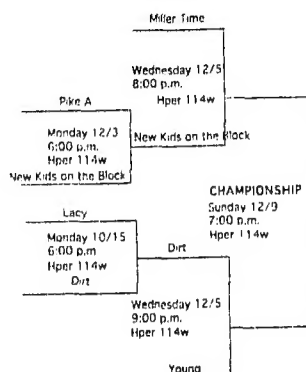 Miller Time
Wednesday 12/5
8:00 p.m.
Hper 114w
Pike A
Monday 12/3
6:00 p.m.
Hper 114w
New Kids on the Block
New Kids on the Block
CHAMPIONSHIP
Sunday 12/9
7:00 p.m.
Hper 114w
Lacy
Monday 10/15
6:00 p.m
Hper 114w
Dirt
Dirt
Wednesday 12/5
9:00 p.m.
Hper 114w
Young